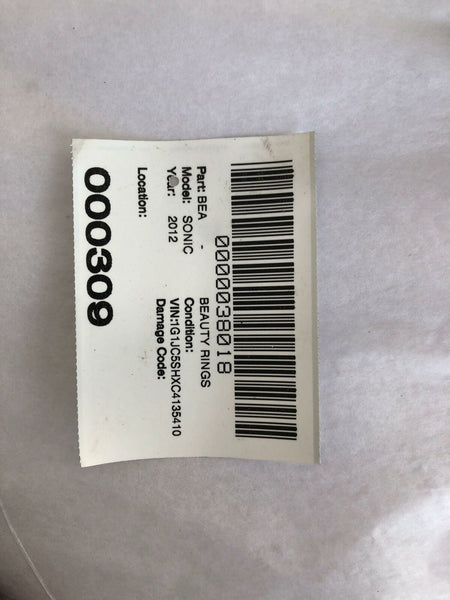 0000038018
Part: BEA - BEAUTY RINGS
Model: SONIC Condition:
Year: 2012 VIN:1G1JC5SHXC4135410
Damage Code:
Location:
000309